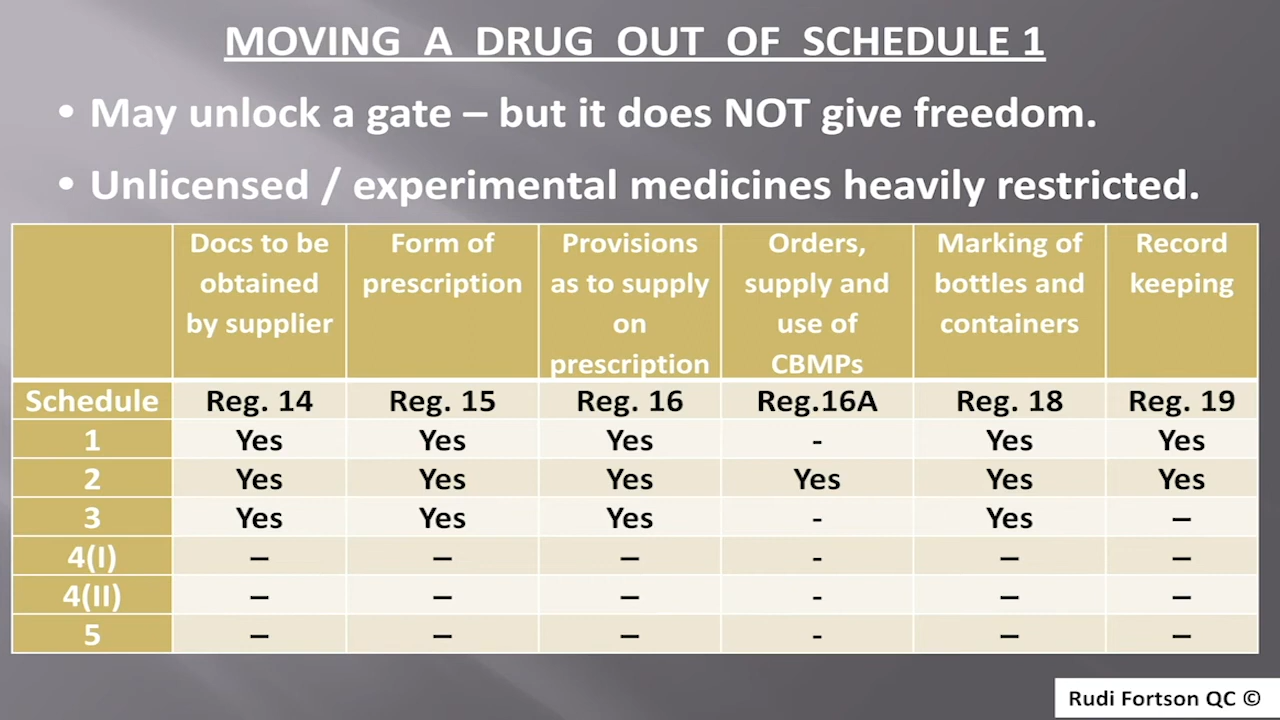 MOVING A DRUG OUT OF SCHEDULE 1
• May unlock a gate – but it does NOT give freedom.
• Unlicensed / experimental medicines heavily restricted.
Docs to be obtained by supplier | Form of prescription | Provisions as to supply on prescription | Orders, supply and use of CBMPs | Marking of bottles and containers | Record keeping
Schedule | Reg. 14 | Reg. 15 | Reg. 16 | Reg.16A | Reg. 18 | Reg. 19
1 | Yes | Yes | Yes | - | Yes | Yes
2 | Yes | Yes | Yes | Yes | Yes | Yes
3 | Yes | Yes | Yes | - | Yes | –
4(I) | – | – | – | - | – | –
4(II) | – | – | – | - | – | –
5 | – | – | – | - | – | –
Rudi Fortson QC ©